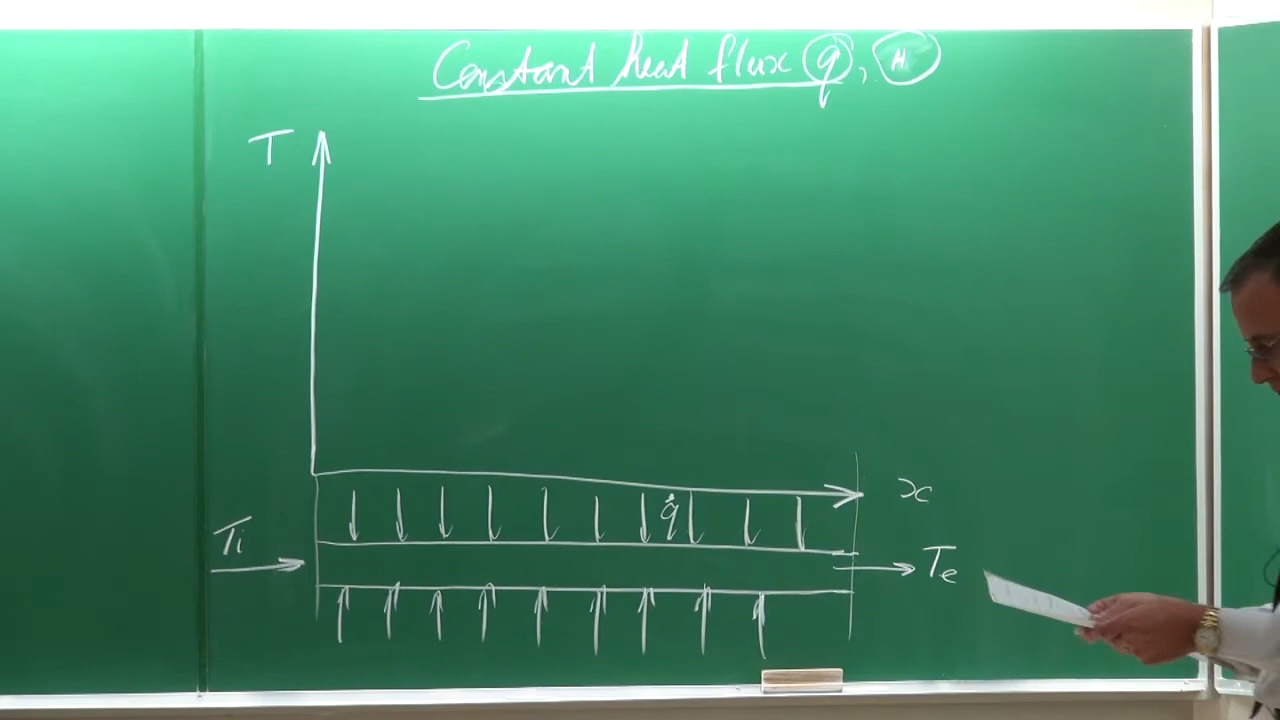 Constant heat flux q, H
T
q̇
x
Ti
Te